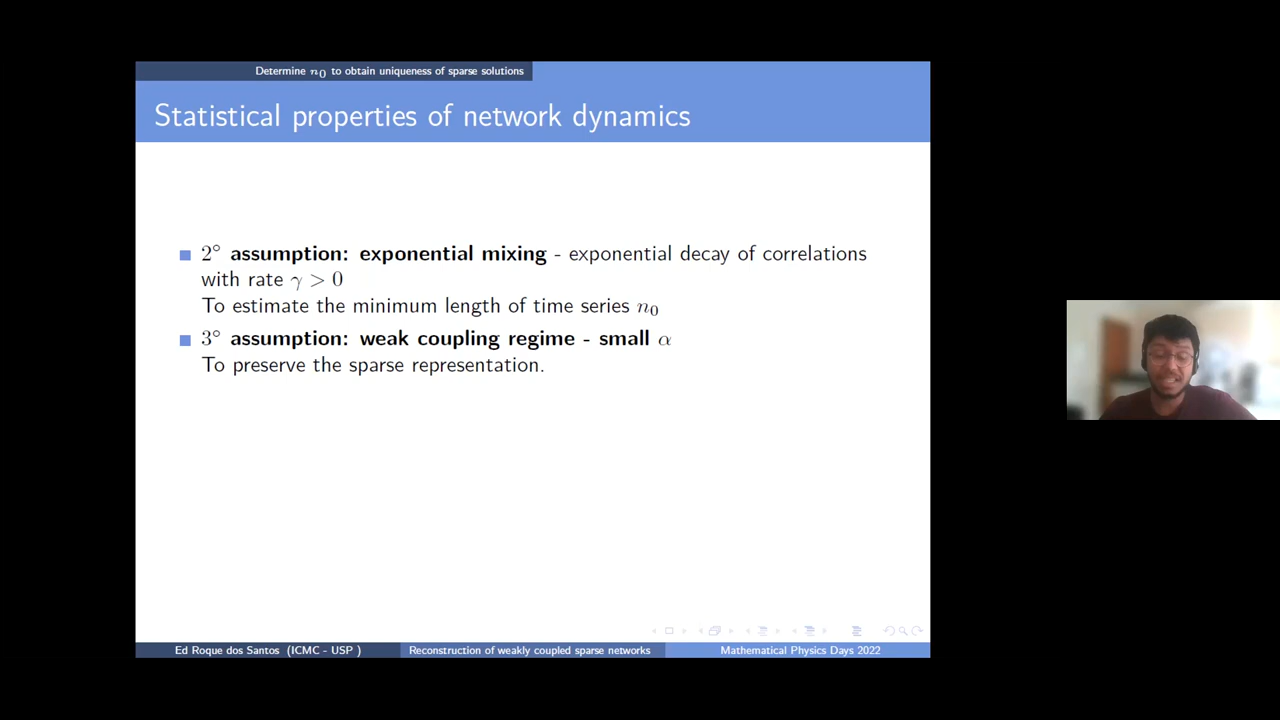 Determine n₀ to obtain uniqueness of sparse solutions
Statistical properties of network dynamics
2° assumption: exponential mixing - exponential decay of correlations
with rate γ > 0
To estimate the minimum length of time series n₀
3° assumption: weak coupling regime - small α
To preserve the sparse representation.
Ed Roque dos Santos (ICMC - USP )
Reconstruction of weakly coupled sparse networks
Mathematical Physics Days 2022